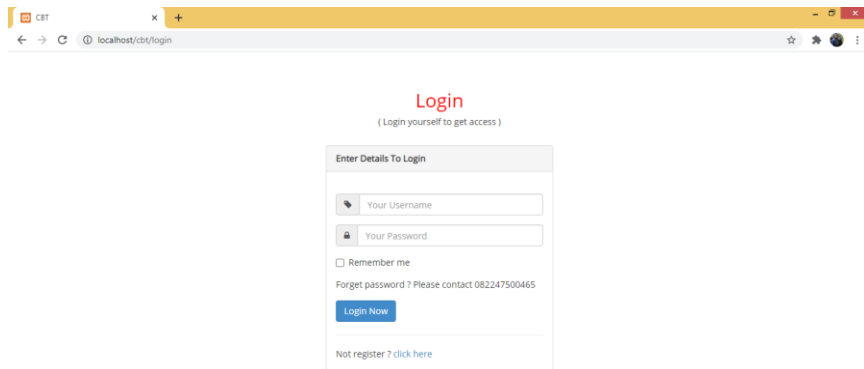 CBT
localhost/cbt/login
Login
( Login yourself to get access )
Enter Details To Login
Your Username
Your Password
Remember me
Forget password ? Please contact 082247500465
Login Now
Not register ? click here